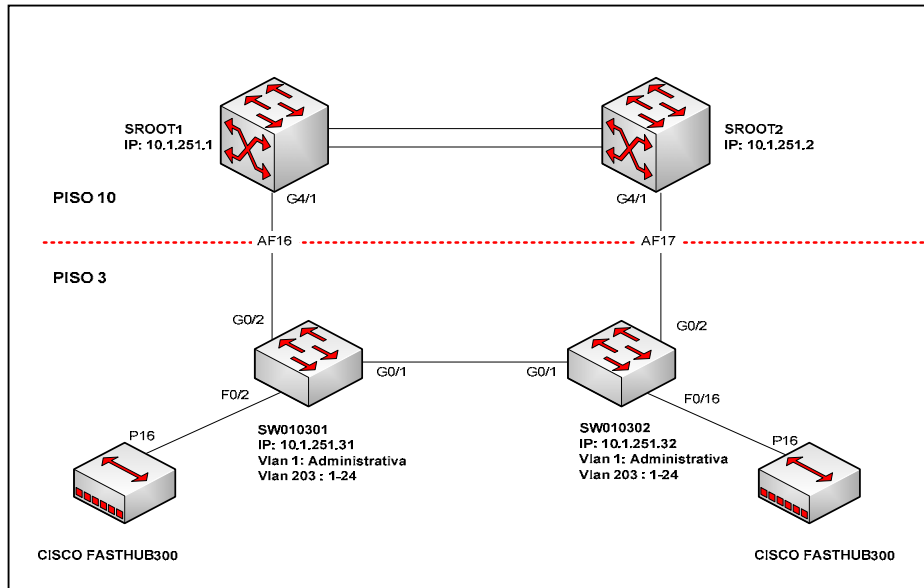 SROOT1
IP: 10.1.251.1
SROOT2
IP: 10.1.251.2
G4/1
G4/1
PISO 10
AF16
AF17
PISO 3
G0/2
G0/2
G0/1
G0/1
F0/2
F0/16
SW010301
IP: 10.1.251.31
Vlan 1: Administrativa
Vlan 203 : 1-24
SW010302
IP: 10.1.251.32
Vlan 1: Administrativa
Vlan 203 : 1-24
P16
P16
CISCO FASTHUB300
CISCO FASTHUB300